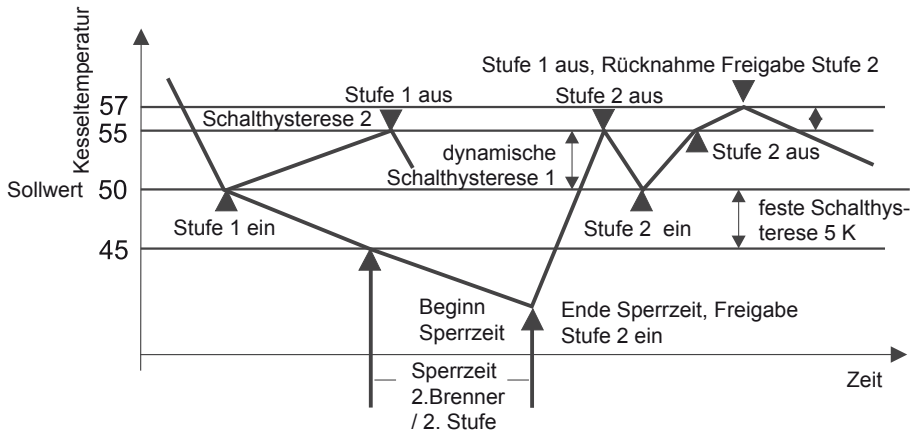 Kesseltemperatur
Stufe 1 aus, Rücknahme Freigabe Stufe 2
Stufe 1 aus
Stufe 2 aus
57
Schalthysterese 2
55
dynamische
Schalthysterese 1
Stufe 2 aus
Sollwert
50
Stufe 1 ein
Stufe 2 ein
feste Schalthys-
terese 5 K
45
Beginn
Sperrzeit
Ende Sperrzeit, Freigabe
Stufe 2 ein
Sperrzeit
2.Brenner
/ 2. Stufe
Zeit